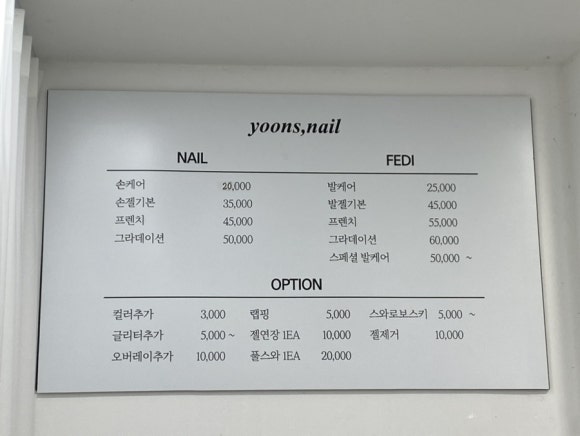 yoons,nail
NAIL
손케어 20,000
손젤기본 35,000
프렌치 45,000
그라데이션 50,000
FEDI
발케어 25,000
발젤기본 45,000
프렌치 55,000
그라데이션 60,000
스페셜 발케어 50,000 ~
OPTION
컬러추가 3,000 랩핑 5,000 스와로보스키 5,000 ~
글리터추가 5,000 ~ 젤연장 1EA 10,000 젤제거 10,000
오버레이추가 10,000 풀스와 1EA 20,000